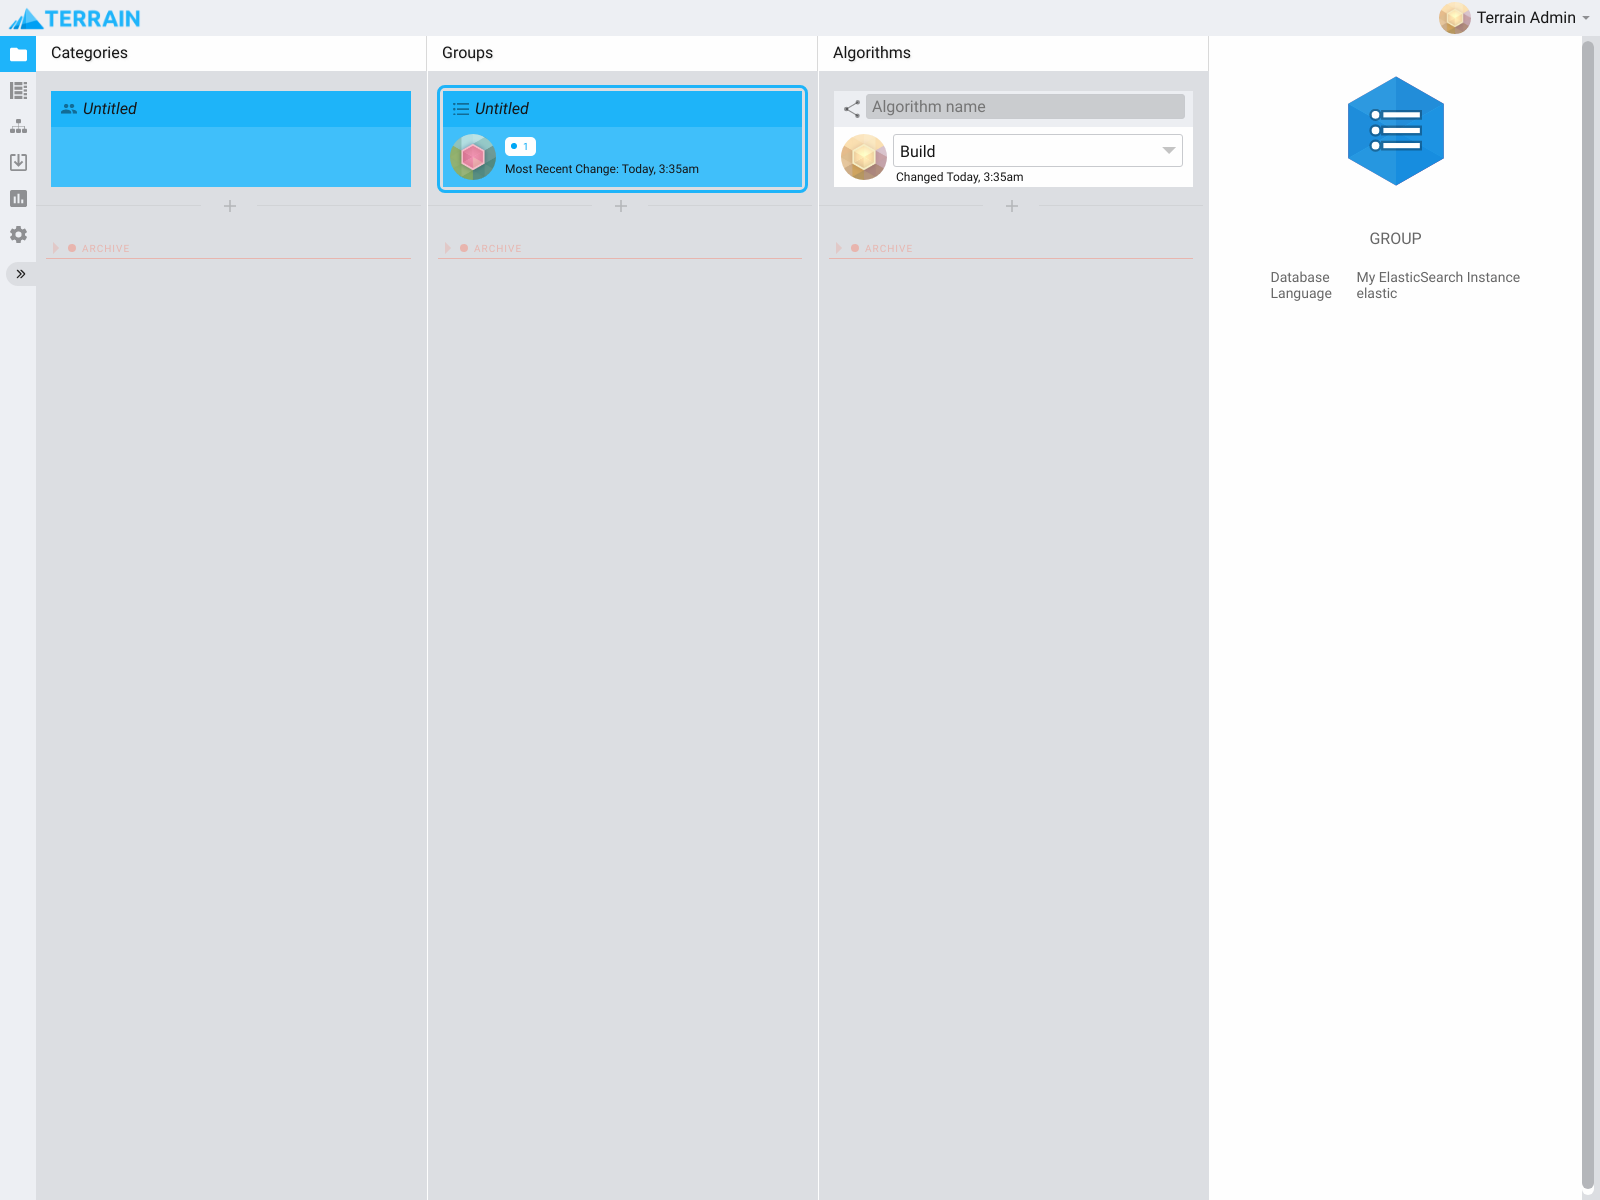 TERRAIN
Terrain Admin
Categories
Groups
Algorithms
Untitled
Untitled
1
Most Recent Change: Today, 3:35am
Algorithm name
Build
Changed Today, 3:35am
ARCHIVE
ARCHIVE
ARCHIVE
GROUP
Database My ElasticSearch Instance
Language elastic